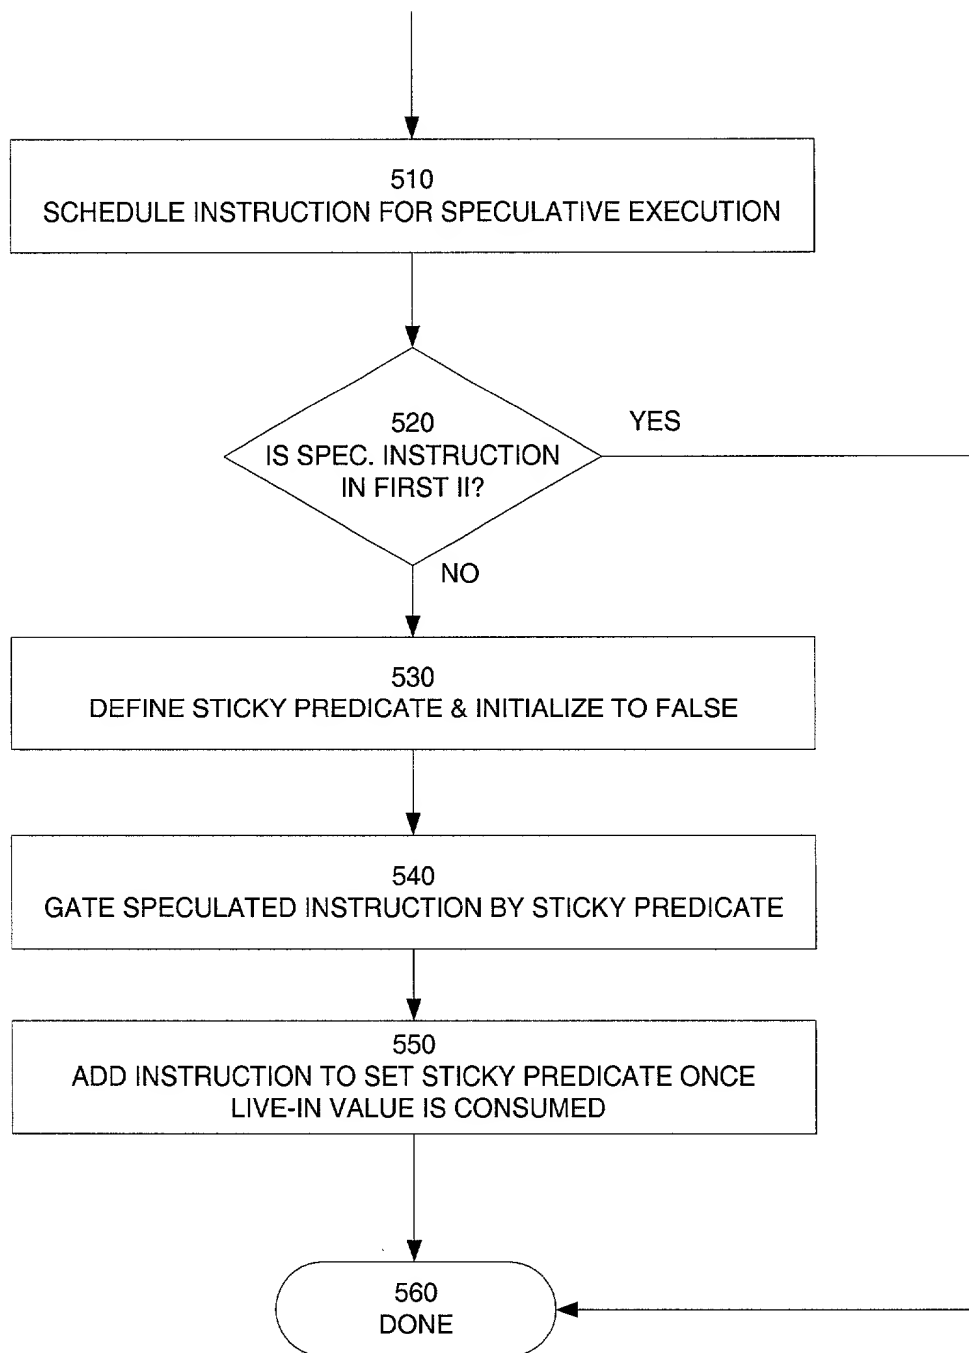 510
SCHEDULE INSTRUCTION FOR SPECULATIVE EXECUTION
520
IS SPEC. INSTRUCTION
IN FIRST II?
YES
NO
530
DEFINE STICKY PREDICATE & INITIALIZE TO FALSE
540
GATE SPECULATED INSTRUCTION BY STICKY PREDICATE
550
ADD INSTRUCTION TO SET STICKY PREDICATE ONCE
LIVE-IN VALUE IS CONSUMED
560
DONE